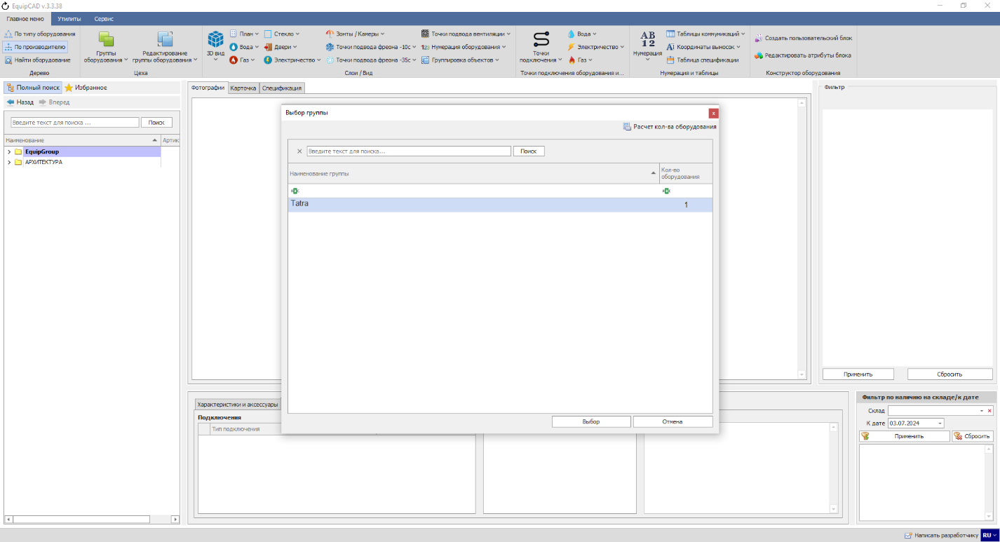 EquipCAD v.3.3.38
Главное меню Утилиты Сервис
По типу оборудования
По производителю
Найти оборудование
Дерево
Группы оборудования
Редактирование группы оборудования
Цеха
3D вид
План
Стекло
Зонты / Камеры
Точки подвода вентиляции
Вода
Двери
Точки подвода фреона -10с
Нумерация оборудования
Газ
Электричество
Точки подвода фреона -35с
Группировка объектов
Слои / Вид
Точки подключения
Вода
Электричество
Газ
Точки подключения оборудования и...
AB
12
Нумерация
Таблицы коммуникаций
Координаты выносок
Таблица спецификации
Нумерация и таблицы
Создать пользовательский блок
Редактировать атрибуты блока
Конструктор оборудования
Полный поиск Избранное
Назад Вперед
Введите текст для поиска ... Поиск
Наименование Артик
EquipGroup
АРХИТЕКТУРА
Фотографии Карточка Спецификация
Выбор группы
Расчет кол-ва оборудования
Введите текст для поиска... Поиск
Наименование группы Кол-во оборудования
Tatra 1
Выбор Отмена
Характеристики и аксессуары
Подключения
Тип подключения
Фильтр
Применить Сбросить
Фильтр по наличию на складе/к дате
Склад
К дате 03.07.2024
Применить Сбросить
Написать разработчику RU